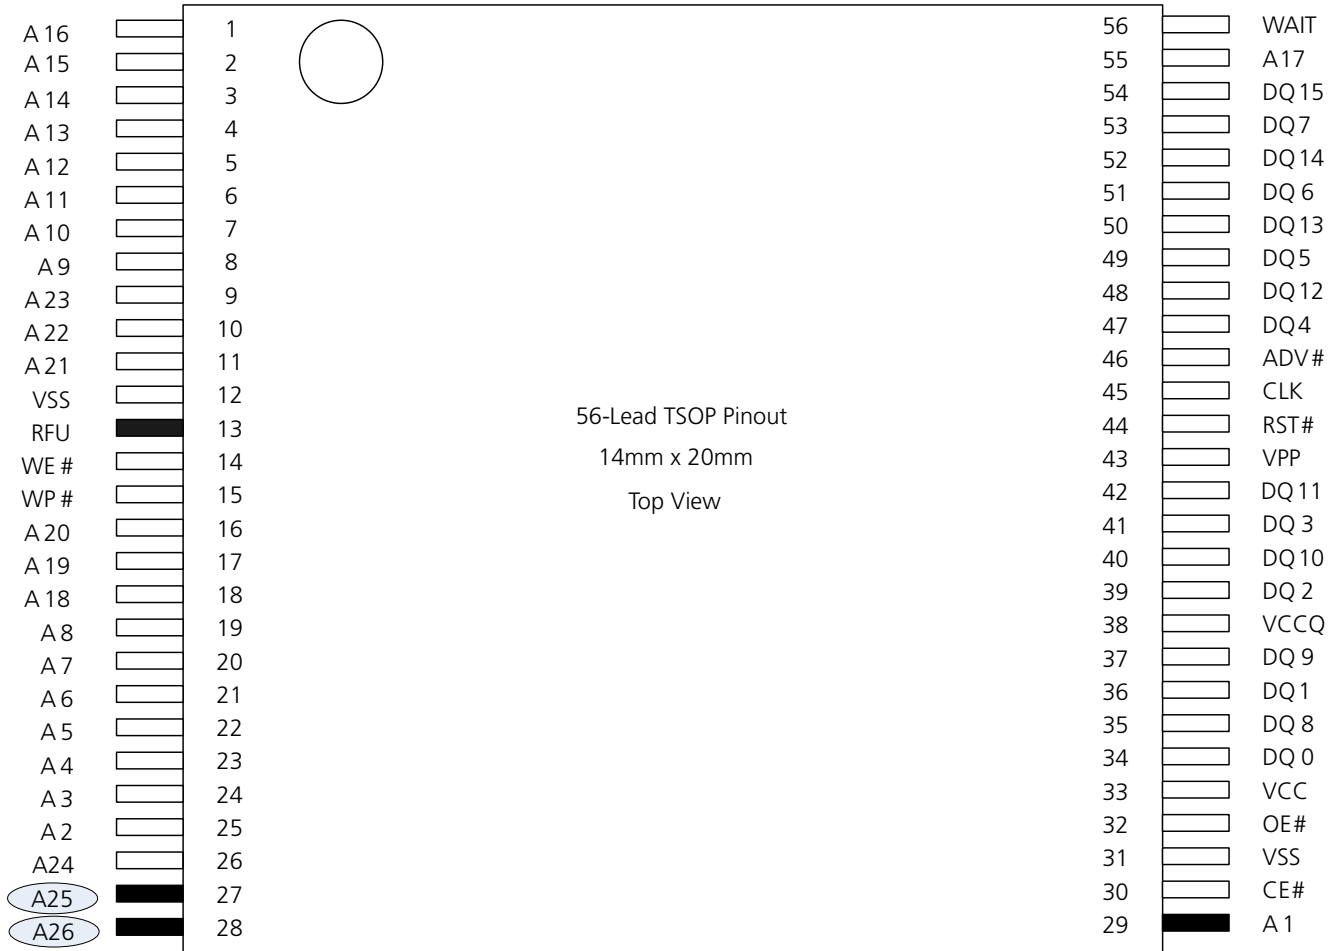 A16 1 56 WAIT
A15 2 55 A17
A14 3 54 DQ15
A13 4 53 DQ7
A12 5 52 DQ14
A11 6 51 DQ6
A10 7 50 DQ13
A9 8 49 DQ5
A23 9 48 DQ12
A22 10 47 DQ4
A21 11 46 ADV#
VSS 12 45 CLK
RFU 13 44 RST#
WE# 14 43 VPP
WP# 15 42 DQ11
A20 16 41 DQ3
A19 17 40 DQ10
A18 18 39 DQ2
A8 19 38 VCCQ
A7 20 37 DQ9
A6 21 36 DQ1
A5 22 35 DQ8
A4 23 34 DQ0
A3 24 33 VCC
A2 25 32 OE#
A24 26 31 VSS
A25 27 30 CE#
A26 28 29 A1
56-Lead TSOP Pinout
14mm x 20mm
Top View